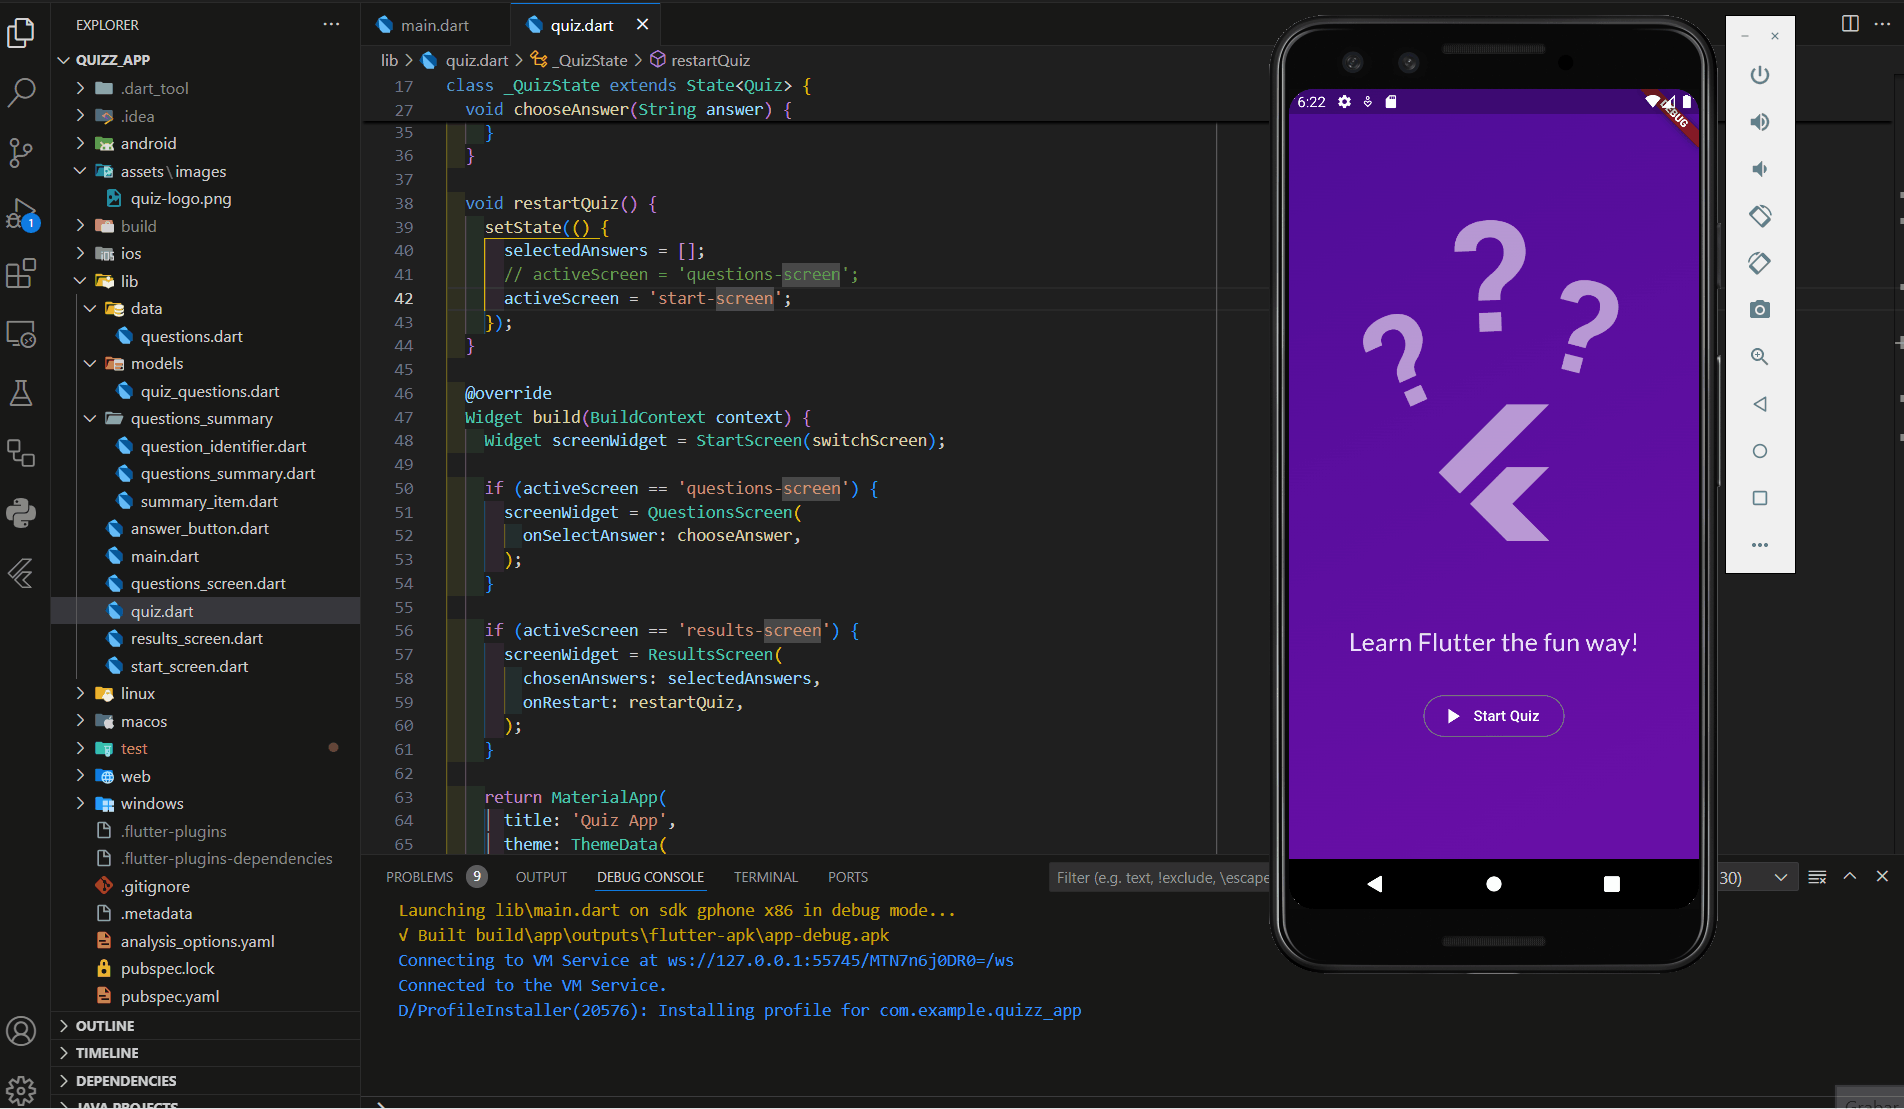 EXPLORER
QUIZZ_APP
.dart_tool
.idea
android
assets\images
quiz-logo.png
build
ios
lib
data
questions.dart
models
quiz_questions.dart
questions_summary
question_identifier.dart
questions_summary.dart
summary_item.dart
answer_button.dart
main.dart
questions_screen.dart
quiz.dart
results_screen.dart
start_screen.dart
linux
macos
test
web
windows
.flutter-plugins
.flutter-plugins-dependencies
.gitignore
.metadata
analysis_options.yaml
pubspec.lock
pubspec.yaml
OUTLINE
TIMELINE
DEPENDENCIES
JAVA PROJECTS
1
main.dart
quiz.dart
lib > quiz.dart > _QuizState > restartQuiz
17 class _QuizState extends State<Quiz> {
27 void chooseAnswer(String answer) {
35 }
36 }
37
38 void restartQuiz() {
39 setState(() {
40 selectedAnswers = [];
41 // activeScreen = 'questions-screen';
42 activeScreen = 'start-screen';
43 });
44 }
45
46 @override
47 Widget build(BuildContext context) {
48 Widget screenWidget = StartScreen(switchScreen);
49
50 if (activeScreen == 'questions-screen') {
51 screenWidget = QuestionsScreen(
52 onSelectAnswer: chooseAnswer,
53 );
54 }
55
56 if (activeScreen == 'results-screen') {
57 screenWidget = ResultsScreen(
58 chosenAnswers: selectedAnswers,
59 onRestart: restartQuiz,
60 );
61 }
62
63 return MaterialApp(
64 title: 'Quiz App',
65 theme: ThemeData(
PROBLEMS 9 OUTPUT DEBUG CONSOLE TERMINAL PORTS
Filter (e.g. text, !exclude, \escape
30)
Launching lib\main.dart on sdk gphone x86 in debug mode...
√ Built build\app\outputs\flutter-apk\app-debug.apk
Connecting to VM Service at ws://127.0.0.1:55745/MTN7n6j0DR0=/ws
Connected to the VM Service.
D/ProfileInstaller(20576): Installing profile for com.example.quizz_app
6:22
DEBUG
? ? ?
Learn Flutter the fun way!
Start Quiz